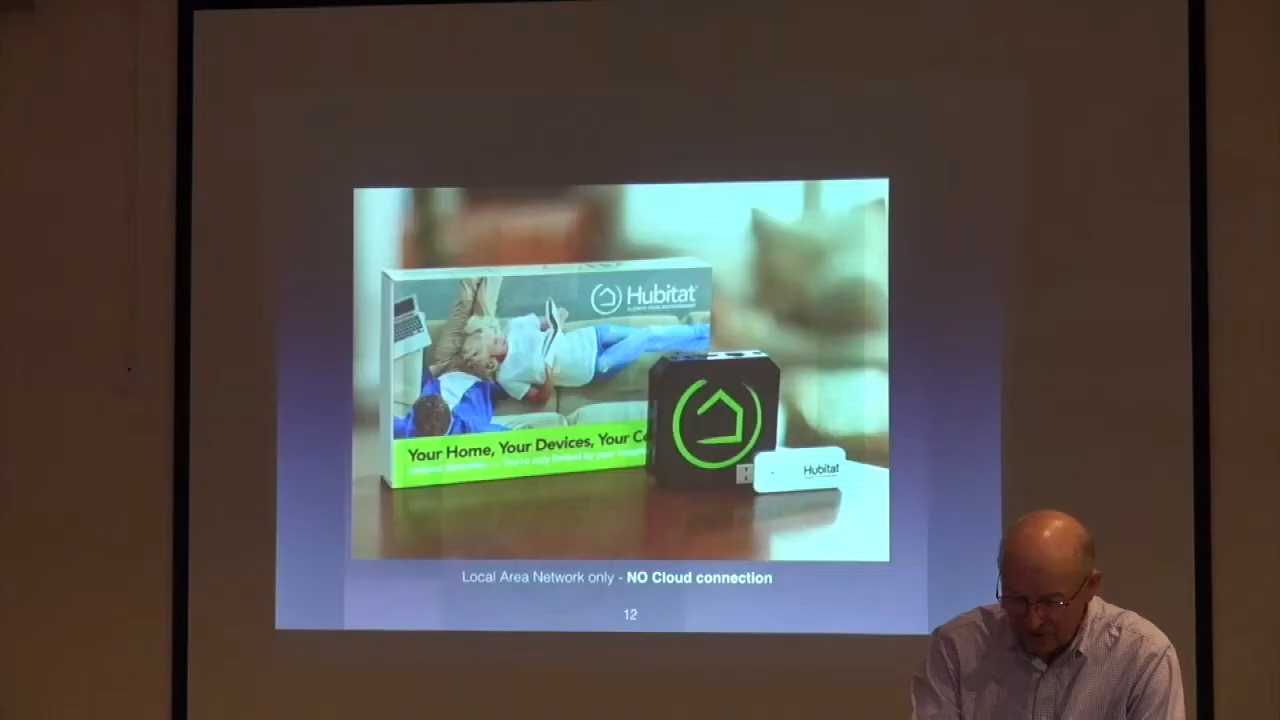 Hubitat
Your Home, Your Devices, Your
Hubitat
Local Area Network only - NO Cloud connection
12